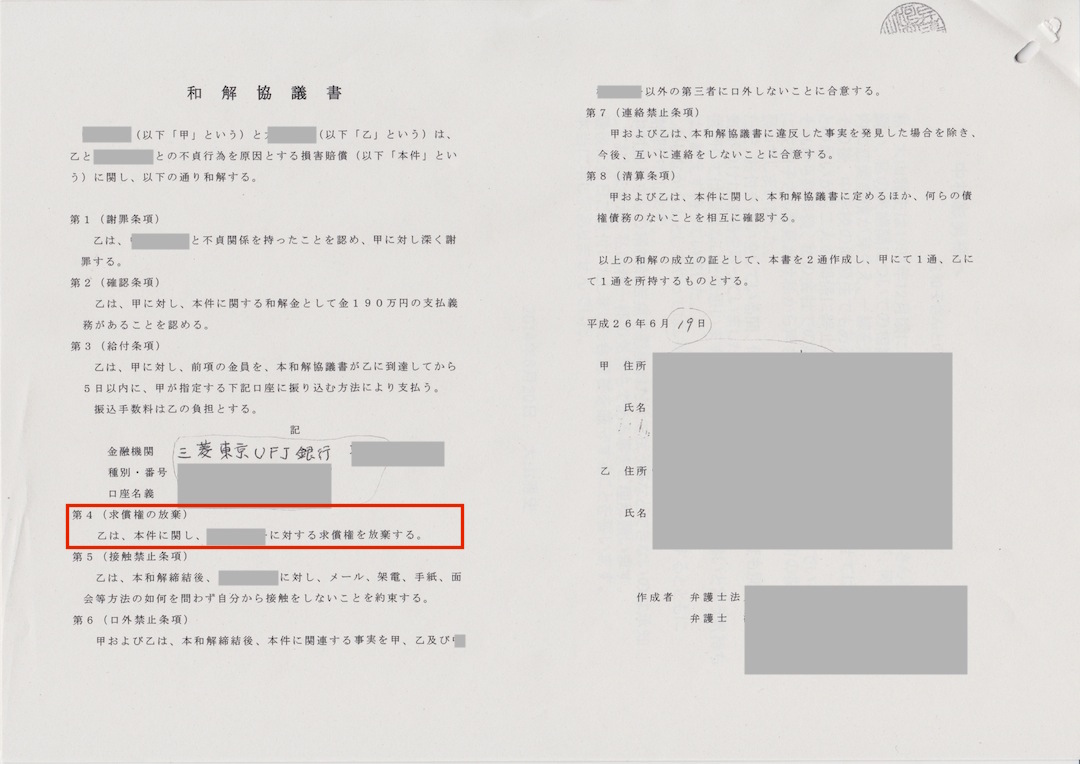 和解協議書
（以下「甲」という）と（以下「乙」という）は、
乙ととの不貞行為を原因とする損害賠償（以下「本件」とい
う）に関し、以下の通り和解する。
第１（謝罪条項）
乙は、と不貞関係を持ったことを認め、甲に対し深く謝
罪する。
第２（確認条項）
乙は、甲に対し、本件に関する和解金として金１９０万円の支払義
務があることを認める。
第３（給付条項）
乙は、甲に対し、前項の金員を、本和解協議書が乙に到達してから
５日以内に、甲が指定する下記口座に振り込む方法により支払う。
振込手数料は乙の負担とする。
記
金融機関 三菱東京UFJ銀行
種別・番号
口座名義
第４（求償権の放棄）
乙は、本件に関し、に対する求償権を放棄する。
第５（接触禁止条項）
乙は、本和解締結後、に対し、メール、架電、手紙、面
会等方法の如何を問わず自分から接触をしないことを約束する。
第６（口外禁止条項）
甲および乙は、本和解締結後、本件に関連する事実を甲、乙及び
以外の第三者に口外しないことに合意する。
第７（連絡禁止条項）
甲および乙は、本和解協議書に違反した事実を発見した場合を除き、
今後、互いに連絡をしないことに合意する。
第８（清算条項）
甲および乙は、本件に関し、本和解協議書に定めるほか、何らの債
権債務のないことを相互に確認する。
以上の和解の成立の証として、本書を２通作成し、甲にて１通、乙に
て１通を所持するものとする。
平成２６年６月19日
甲 住所
氏名
乙 住所
氏名
作成者 弁護士法
弁護士